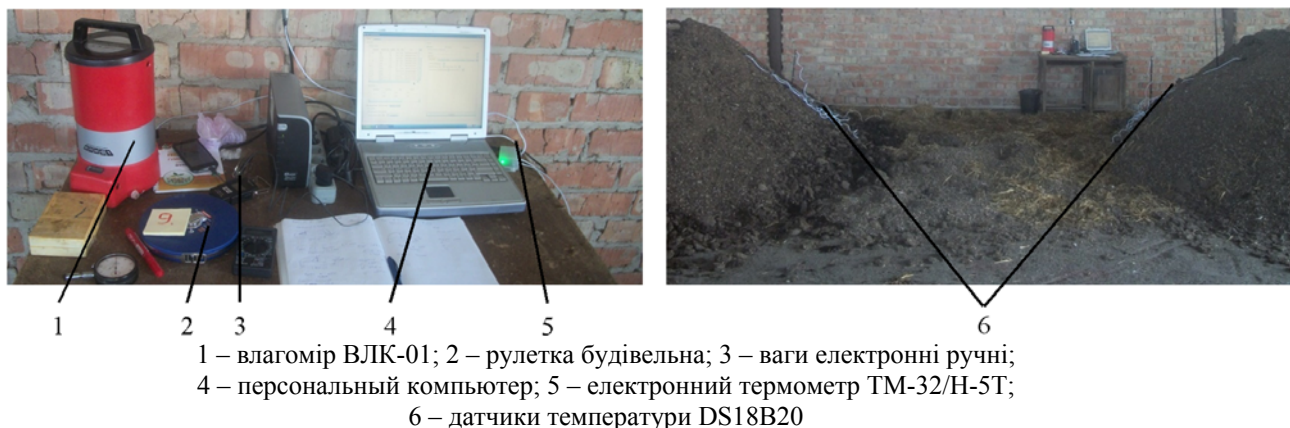 9
1 2 3 4 5 6
1 – влагомір ВЛК-01; 2 – рулетка будівельна; 3 – ваги електронні ручні;
4 – персональный компьютер; 5 – електронний термометр ТМ-32/Н-5Т;
6 – датчики температури DS18B20